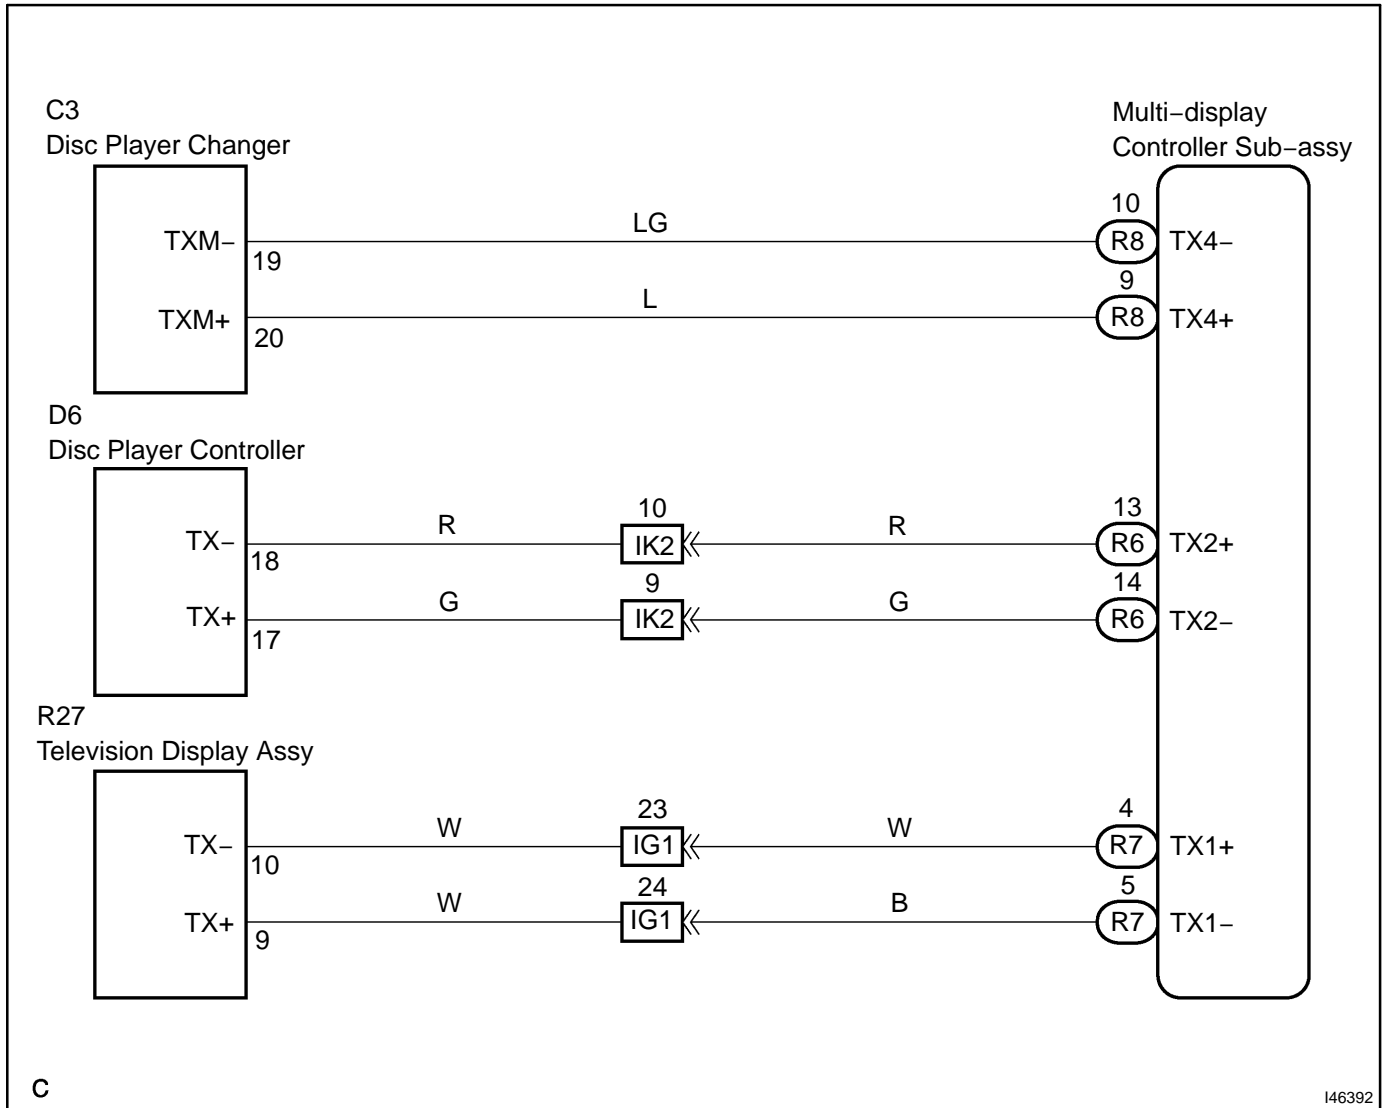 C3
Disc Player Changer
Multi−display
Controller Sub−assy
TXM−
19
LG
10
R8
TX4−
TXM+
20
L
9
R8
TX4+
D6
Disc Player Controller
TX−
18
R
10
IK2
R
13
R6
TX2+
TX+
17
G
9
IK2
G
14
R6
TX2−
R27
Television Display Assy
TX−
10
W
23
IG1
W
4
R7
TX1+
TX+
9
W
24
IG1
B
5
R7
TX1−
C
I46392